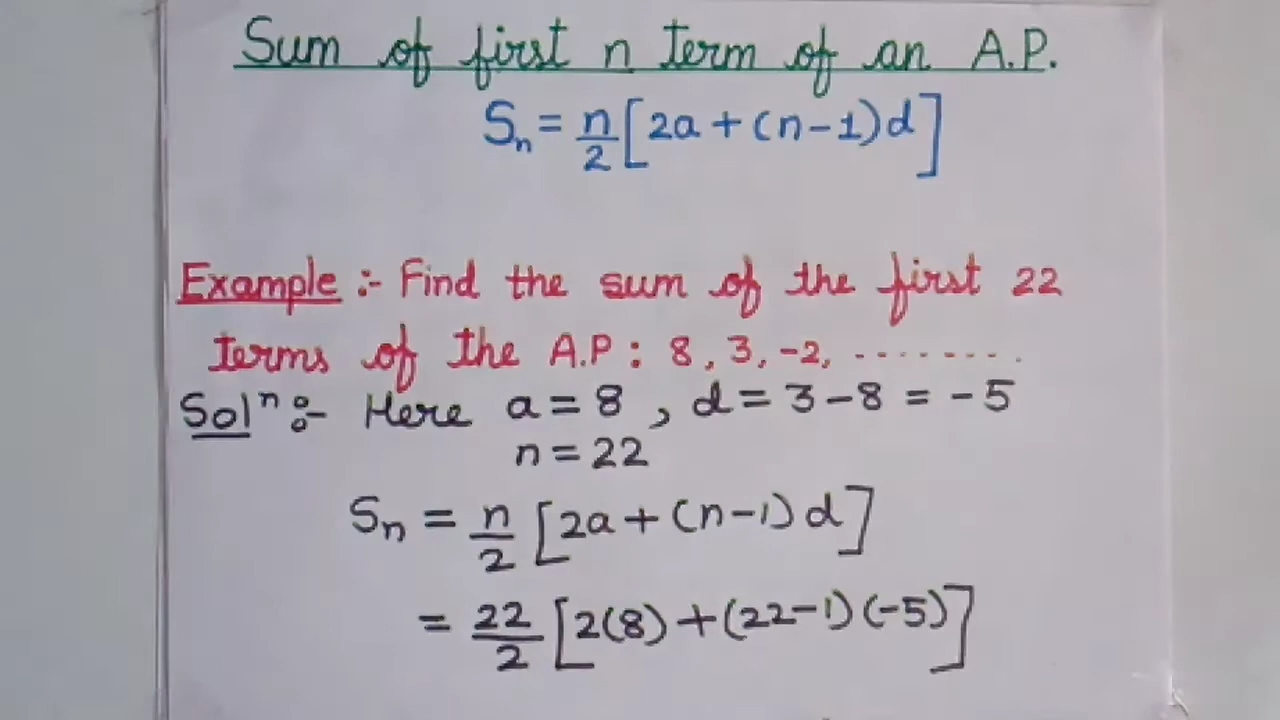 Sum of first n term of an A.P.
Sₙ = n/2 [2a + (n-1)d]
Example :- Find the sum of the first 22
terms of the A.P : 8, 3, -2, ........
Solⁿ :- Here a = 8, d = 3-8 = -5
n = 22
Sₙ = n/2 [2a + (n-1)d]
= 22/2 [2(8) + (22-1)(-5)]